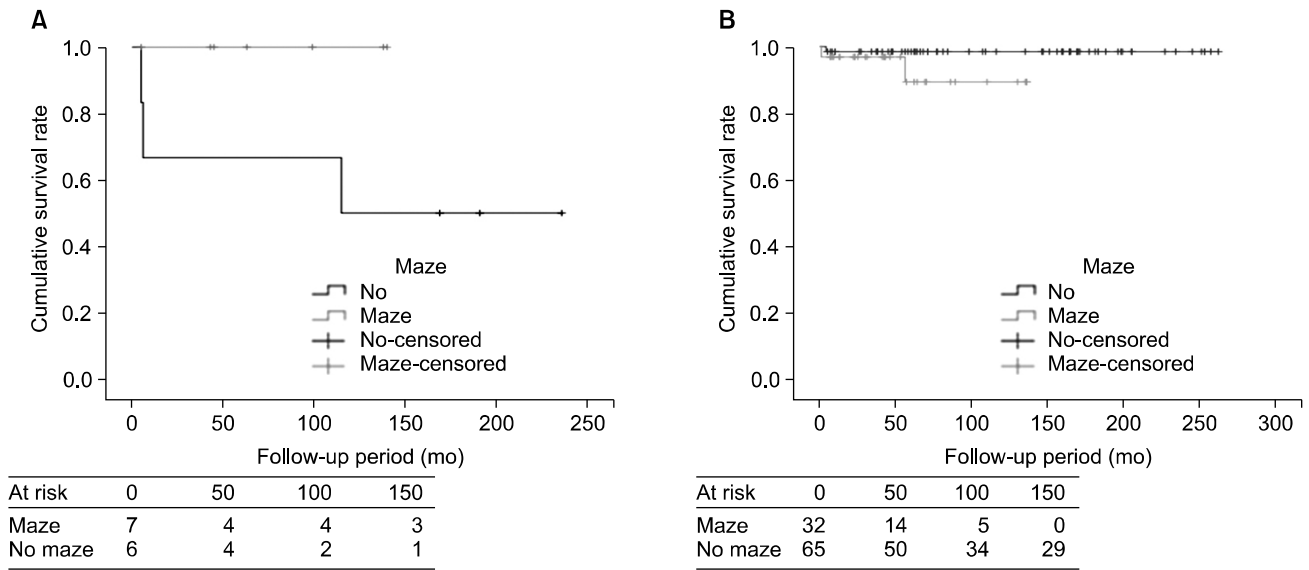 A
Cumulative survival rate
1.0
0.8
0.6
0.4
0.2
0.0
Maze
No
Maze
No-censored
Maze-censored
0 50 100 150 200 250
Follow-up period (mo)
At risk 0 50 100 150
Maze 7 4 4 3
No maze 6 4 2 1
B
Cumulative survival rate
1.0
0.8
0.6
0.4
0.2
0.0
Maze
No
Maze
No-censored
Maze-censored
0 50 100 150 200 250 300
Follow-up period (mo)
At risk 0 50 100 150
Maze 32 14 5 0
No maze 65 50 34 29